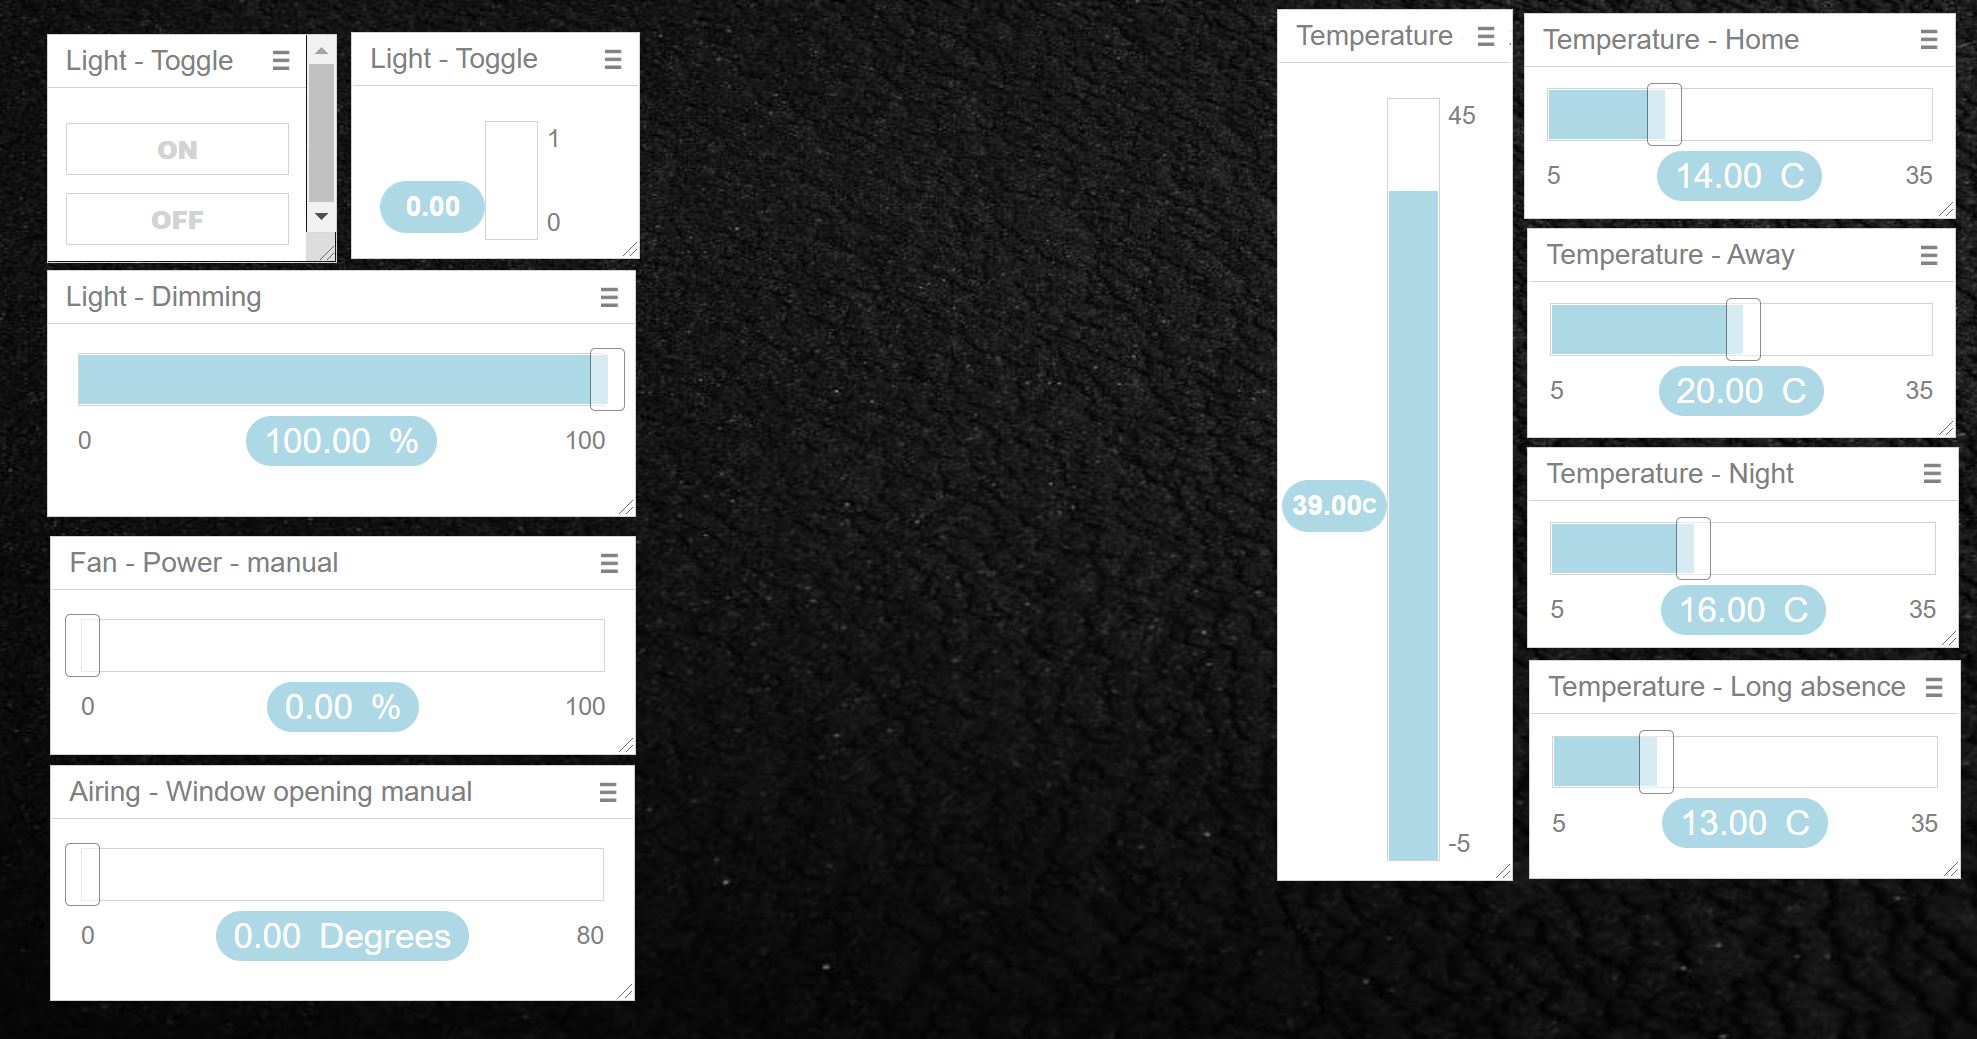 Light - Toggle
ON
OFF
Light - Toggle
1
0.00
0
Light - Dimming
0
100.00 %
100
Fan - Power - manual
0
0.00 %
100
Airing - Window opening manual
0
0.00 Degrees
80
Temperature
45
39.00C
-5
Temperature - Home
5
14.00 C
35
Temperature - Away
5
20.00 C
35
Temperature - Night
5
16.00 C
35
Temperature - Long absence
5
13.00 C
35